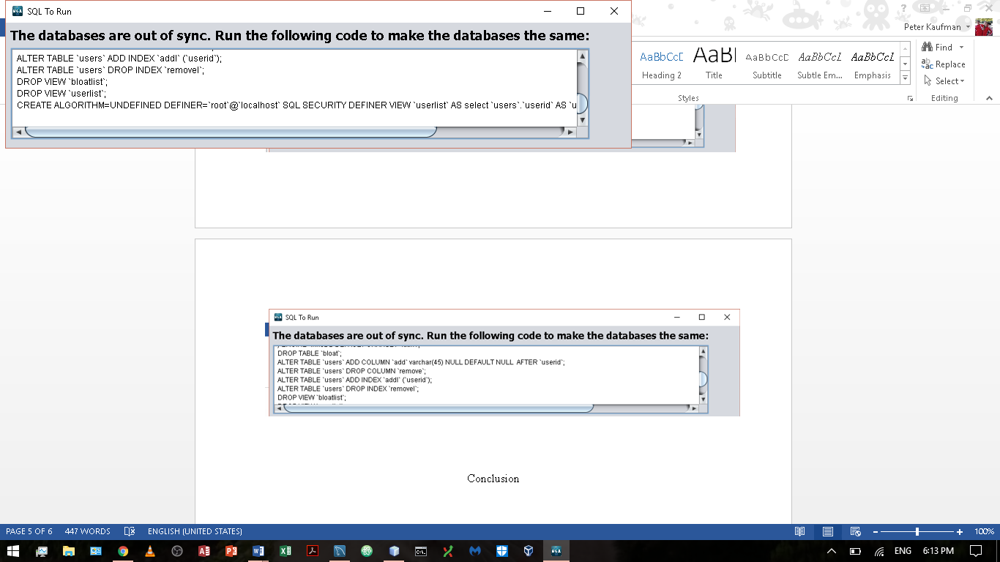 SQL To Run
The databases are out of sync. Run the following code to make the databases the same:
ALTER TABLE `users` ADD INDEX `addI` (`userid`);
ALTER TABLE `users` DROP INDEX `removeI`;
DROP VIEW `bloatlist`;
DROP VIEW `userlist`;
CREATE ALGORITHM=UNDEFINED DEFINER=`root`@`localhost` SQL SECURITY DEFINER VIEW `userlist` AS select `users`.`userid` AS `u
?
Peter Kaufman
AaBbCcD AaBl AaBbCcD AaBbCcL AaBbCcL
Heading 2 Title Subtitle Subtle Em... Emphasis
Styles
Find
Replace
Select
Editing
SQL To Run
The databases are out of sync. Run the following code to make the databases the same:
DROP TABLE `bloat`;
ALTER TABLE `users` ADD COLUMN `add` varchar(45) NULL DEFAULT NULL AFTER `userid`;
ALTER TABLE `users` DROP COLUMN `remove`;
ALTER TABLE `users` ADD INDEX `addI` (`userid`);
ALTER TABLE `users` DROP INDEX `removeI`;
DROP VIEW `bloatlist`;
Conclusion
PAGE 5 OF 6 447 WORDS ENGLISH (UNITED STATES) 100%
ENG 6:13 PM